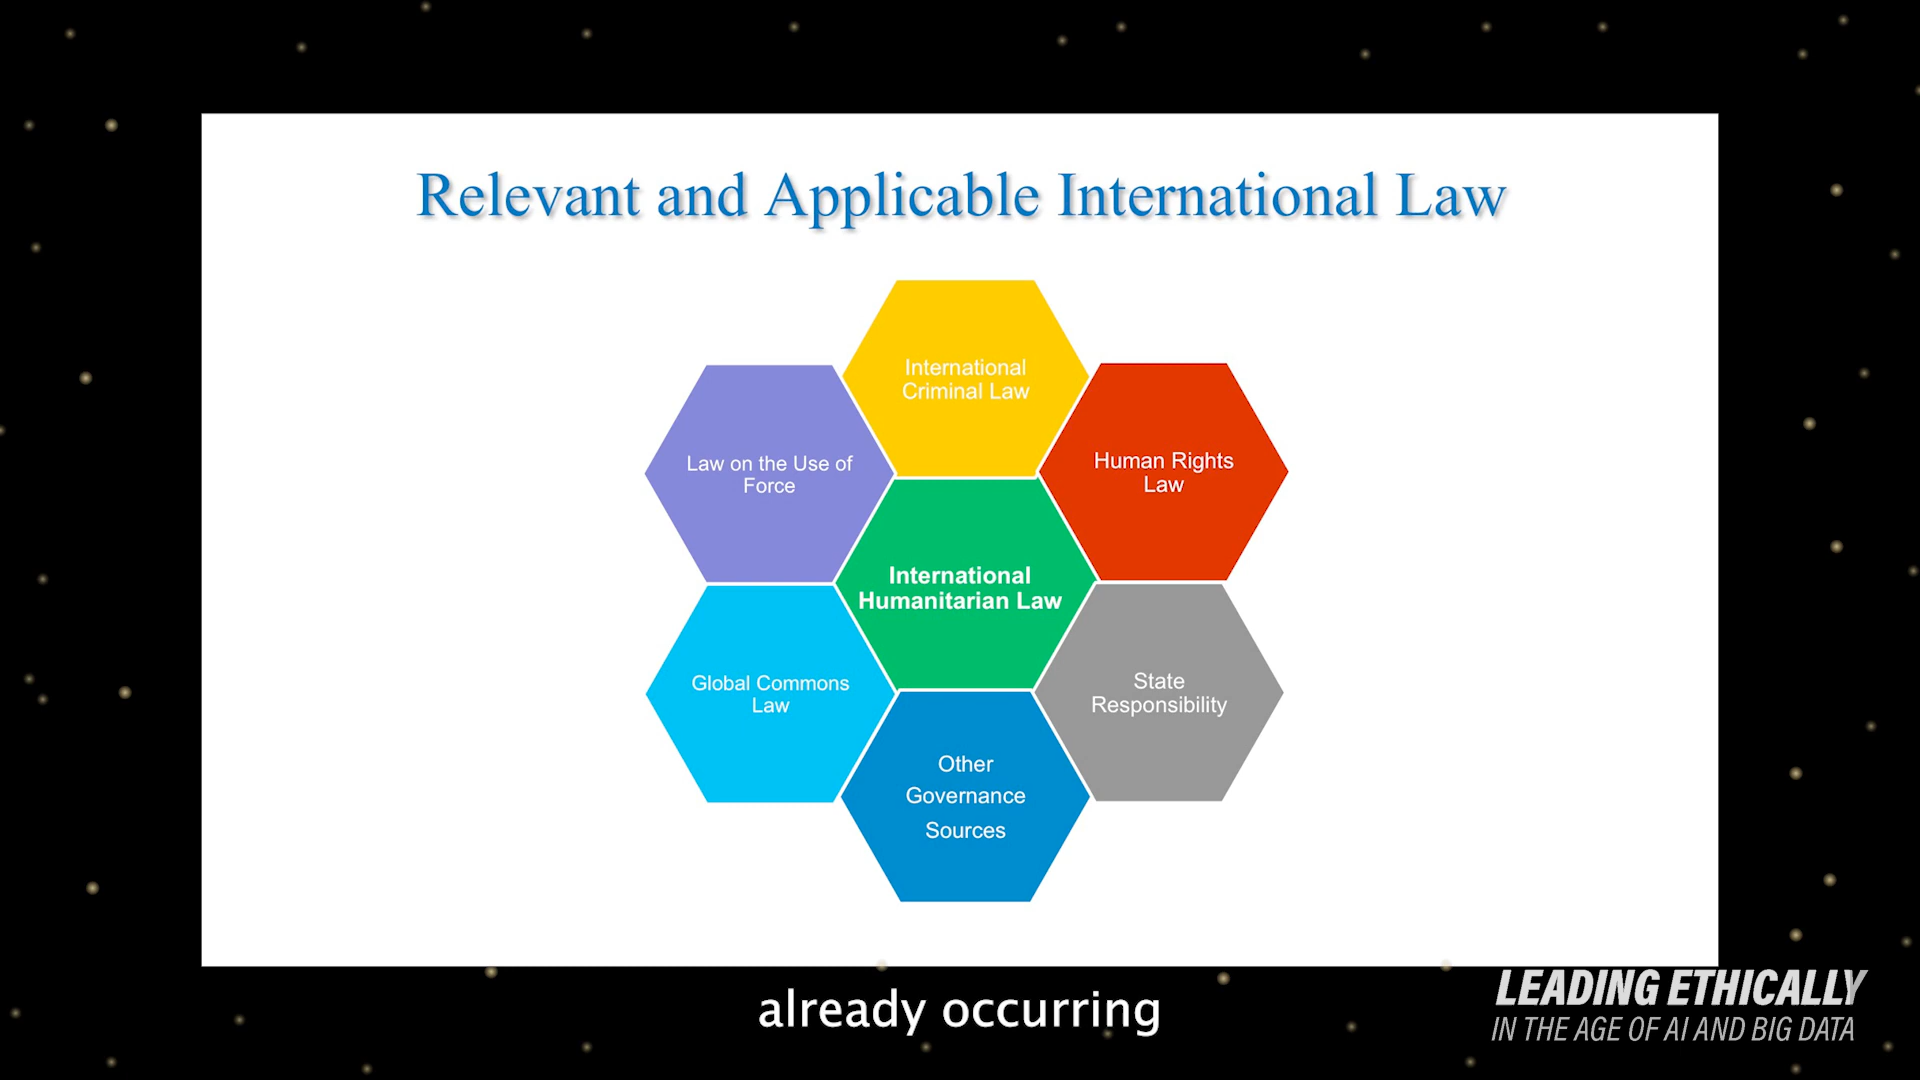 Relevant and Applicable International Law
International
Criminal Law
Law on the Use of
Force
Human Rights
Law
International
Humanitarian Law
Global Commons
Law
State
Responsibility
Other
Governance
Sources
already occurring
LEADING ETHICALLY
IN THE AGE OF AI AND BIG DATA